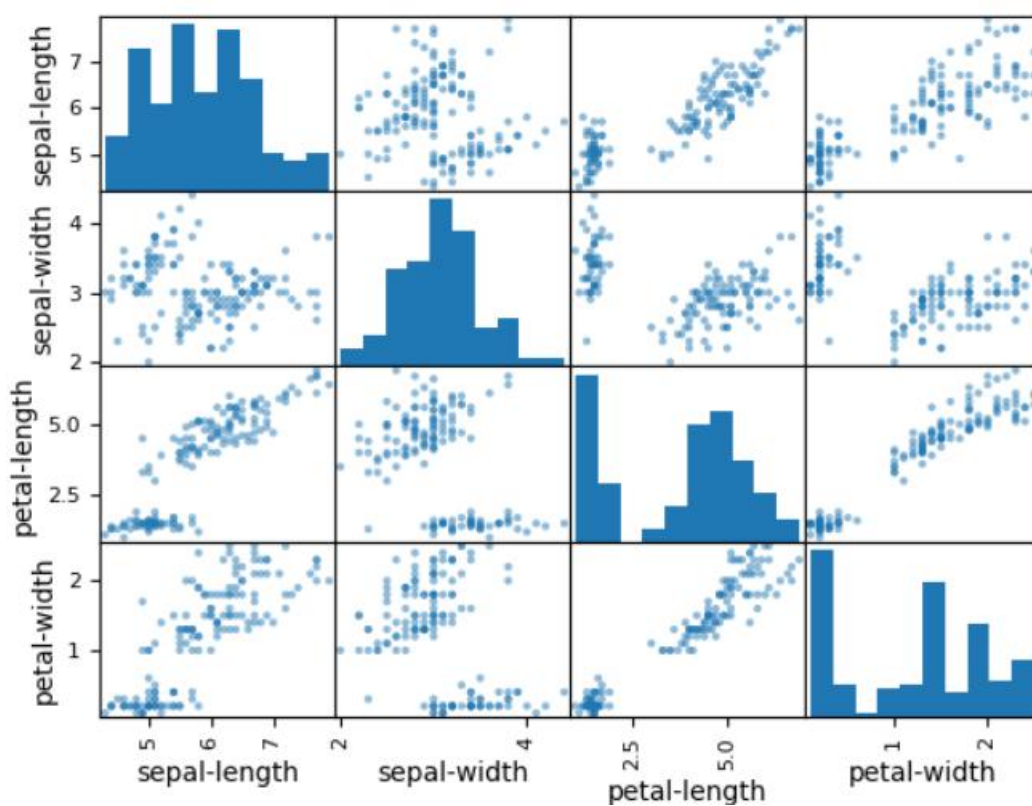 sepal-length
7
6
5
sepal-width
4
3
2
petal-length
5.0
2.5
petal-width
2
1
5 6 7 2 4 2.5 5.0 1 2
sepal-length sepal-width petal-length petal-width